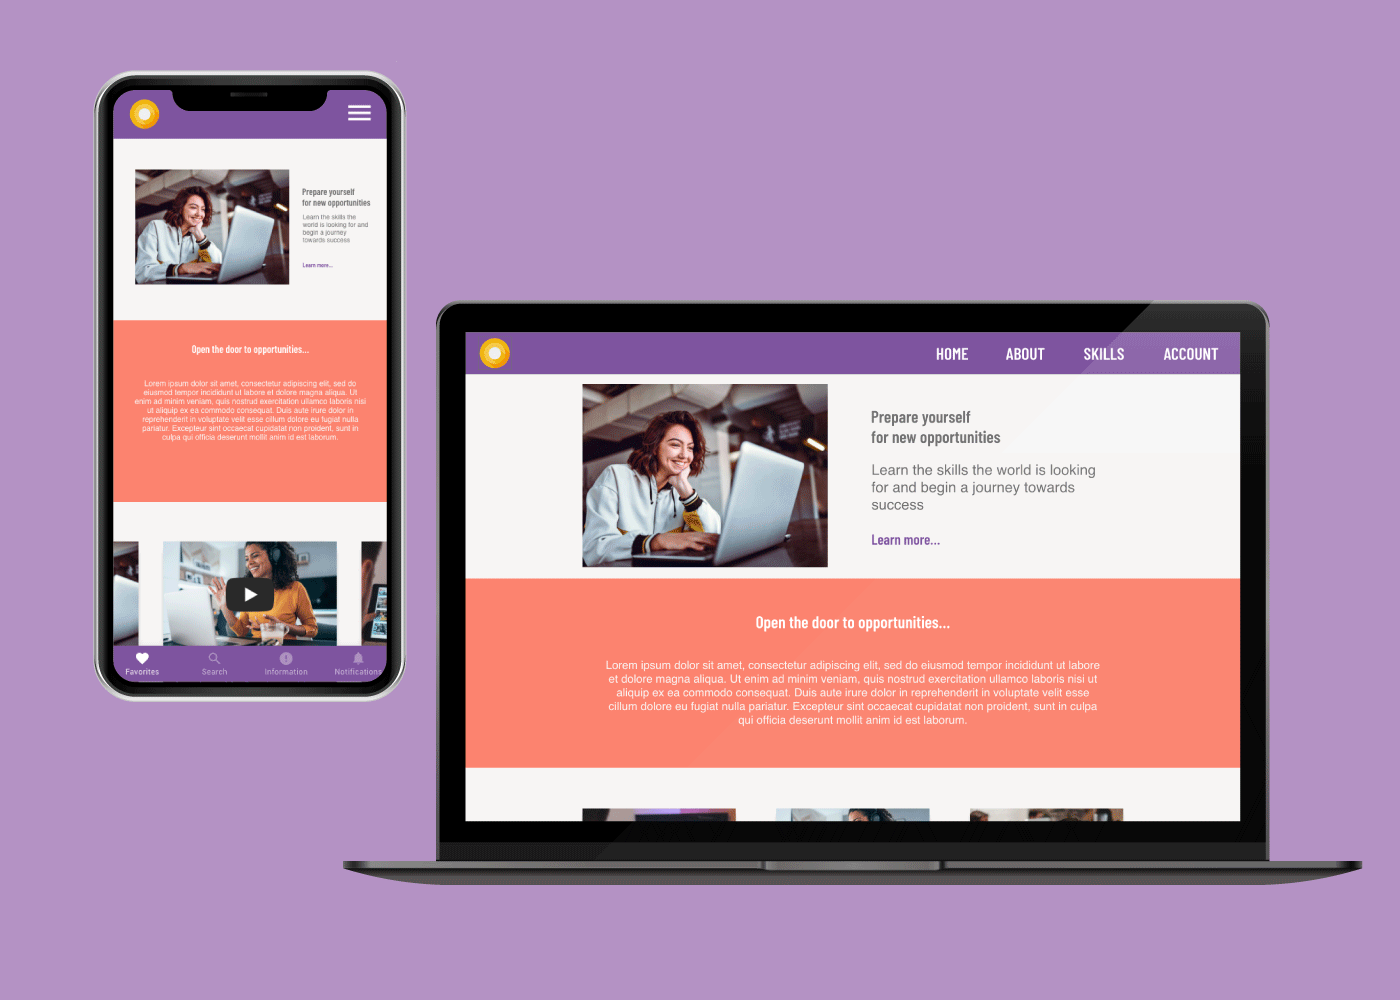 Prepare yourself
for new opportunities
Learn the skills the
world is looking for and
begin a journey
towards success
Learn more...
Open the door to opportunities...
Lorem ipsum dolor sit amet, consectetur adipiscing elit, sed do
eiusmod tempor incididunt ut labore et dolore magna aliqua. Ut
enim ad minim veniam, quis nostrud exercitation ullamco laboris nisi
ut aliquip ex ea commodo consequat. Duis aute irure dolor in
reprehenderit in voluptate velit esse cillum dolore eu fugiat nulla
pariatur. Excepteur sint occaecat cupidatat non proident, sunt in
culpa qui officia deserunt mollit anim id est laborum.
Favorites Search Information Notifications
HOME ABOUT SKILLS ACCOUNT
Prepare yourself
for new opportunities
Learn the skills the world is looking
for and begin a journey towards
success
Learn more...
Open the door to opportunities...
Lorem ipsum dolor sit amet, consectetur adipiscing elit, sed do eiusmod tempor incididunt ut labore
et dolore magna aliqua. Ut enim ad minim veniam, quis nostrud exercitation ullamco laboris nisi ut
aliquip ex ea commodo consequat. Duis aute irure dolor in reprehenderit in voluptate velit esse
cillum dolore eu fugiat nulla pariatur. Excepteur sint occaecat cupidatat non proident, sunt in culpa
qui officia deserunt mollit anim id est laborum.